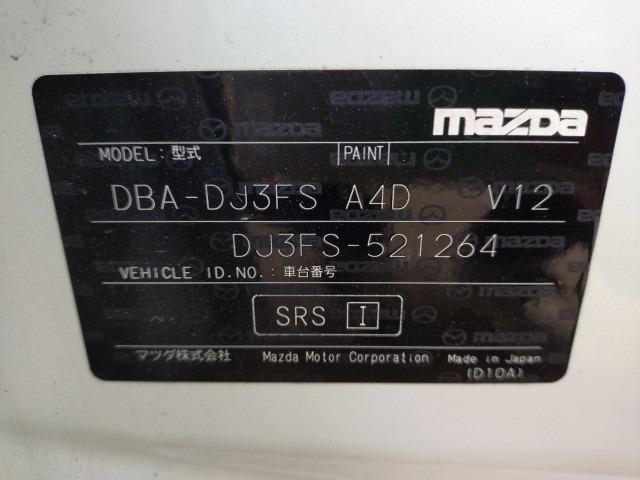 mazda
MODEL: 型式 PAINT
DBA-DJ3FS A4D V12
DJ3FS-521264
VEHICLE ID.NO.: 車台番号
SRS I
マツダ株式会社 Mazda Motor Corporation Made in Japan
(D10A)